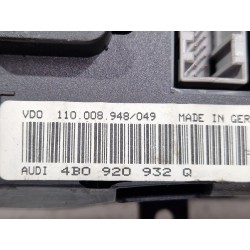 VDO 110.008.948/049 MADE IN GER
AUDI 4B0 920 932 Q